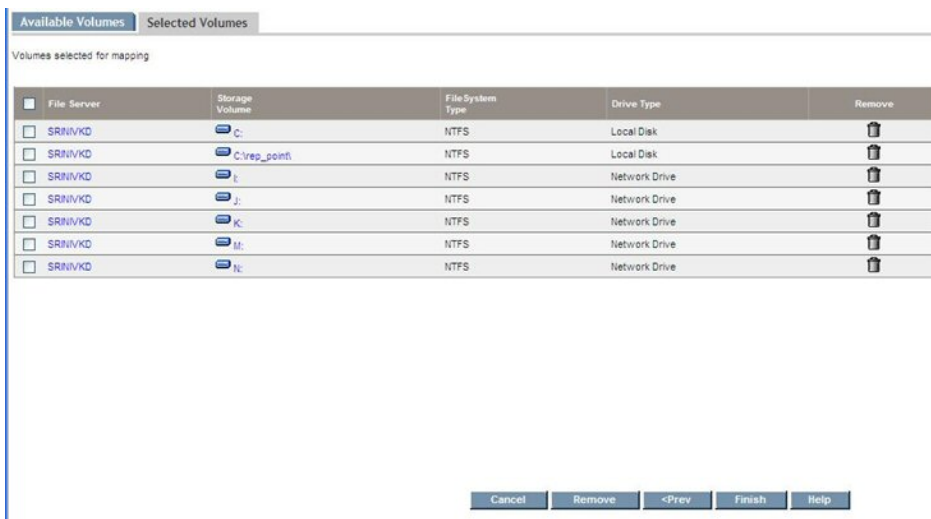 Available Volumes Selected Volumes
Volumes selected for mapping
File Server Storage Volume FileSystem Type Drive Type Remove
SRINIVKD C: NTFS Local Disk
SRINIVKD C:\rep_point\ NTFS Local Disk
SRINIVKD I: NTFS Network Drive
SRINIVKD J: NTFS Network Drive
SRINIVKD K: NTFS Network Drive
SRINIVKD M: NTFS Network Drive
SRINIVKD N: NTFS Network Drive
Cancel Remove <Prev Finish Help